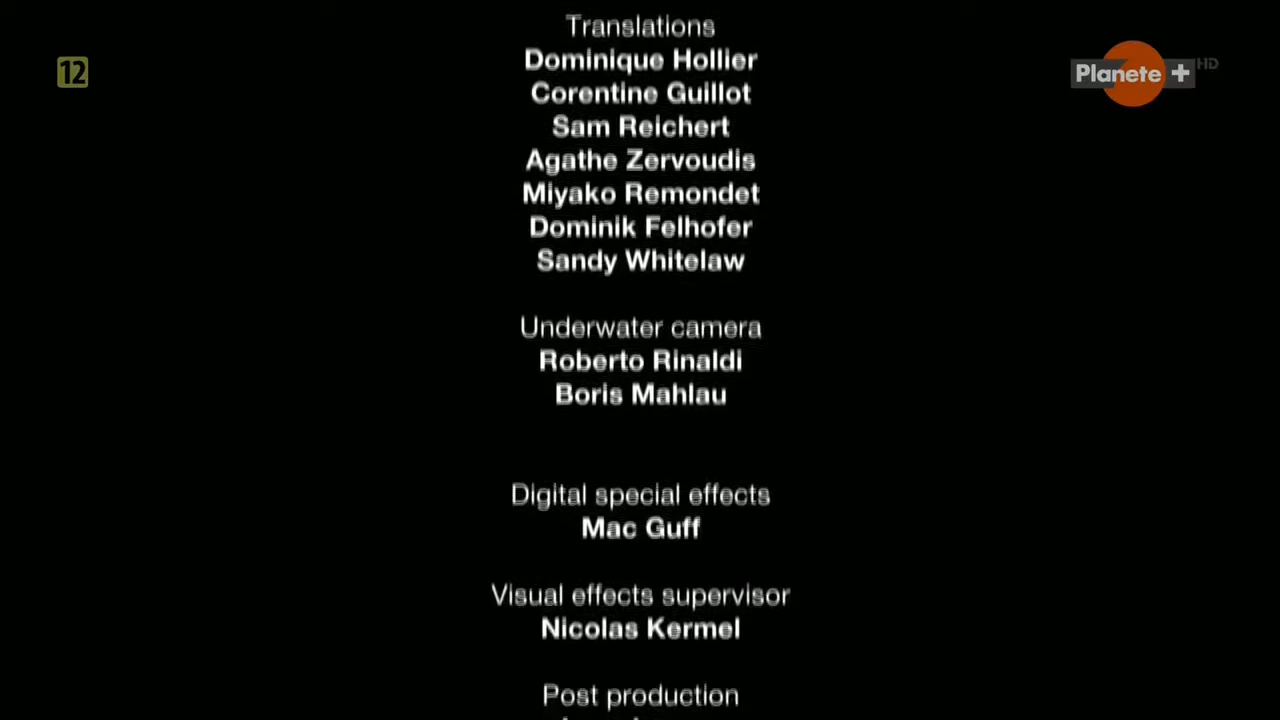 Translations
Dominique Hollier
Corentine Guillot
Sam Reichert
Agathe Zervoudis
Miyako Remondet
Dominik Felhofer
Sandy Whitelaw
Underwater camera
Roberto Rinaldi
Boris Mahlau
Digital special effects
Mac Guff
Visual effects supervisor
Nicolas Kermel
Post production
12
Planete + HD